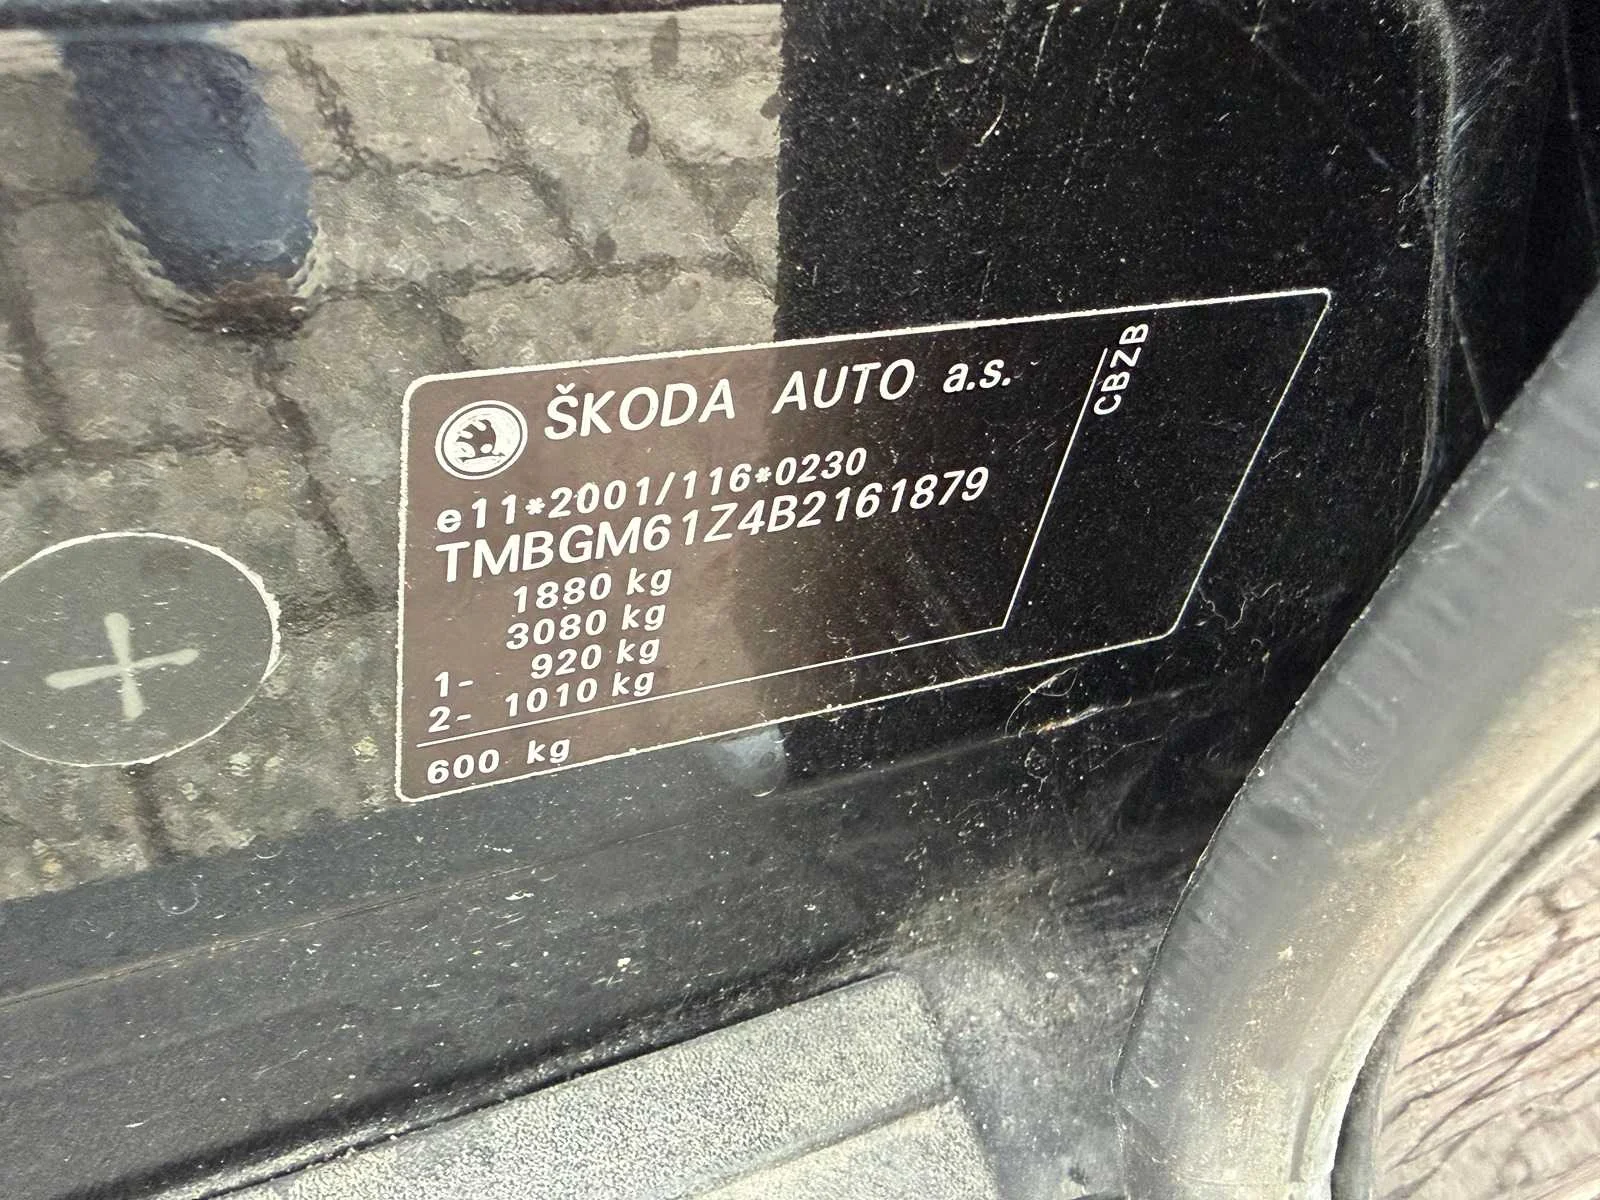 ŠKODA AUTO a.s.
CBZB
e11*2001/116*0230
TMBGM61Z4B2161879
1880 kg
3080 kg
1- 920 kg
2- 1010 kg
600 kg